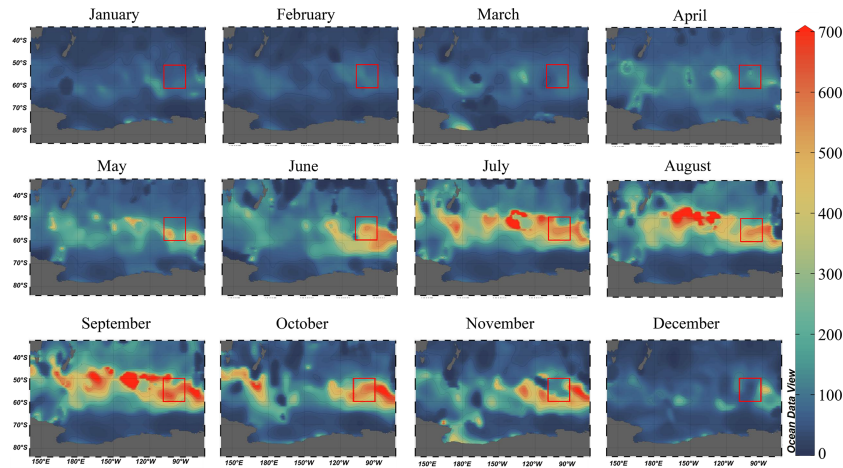 January February March April
40°S
50°S
60°S
70°S
80°S
May June July August
40°S
50°S
60°S
70°S
80°S
September October November December
40°S
50°S
60°S
70°S
80°S
150°E 180°E 150°W 120°W 90°W 150°E 180°E 150°W 120°W 90°W 150°E 180°E 150°W 120°W 90°W 150°E 180°E 150°W 120°W 90°W
700
600
500
400
300
200
100
0
Ocean Data View